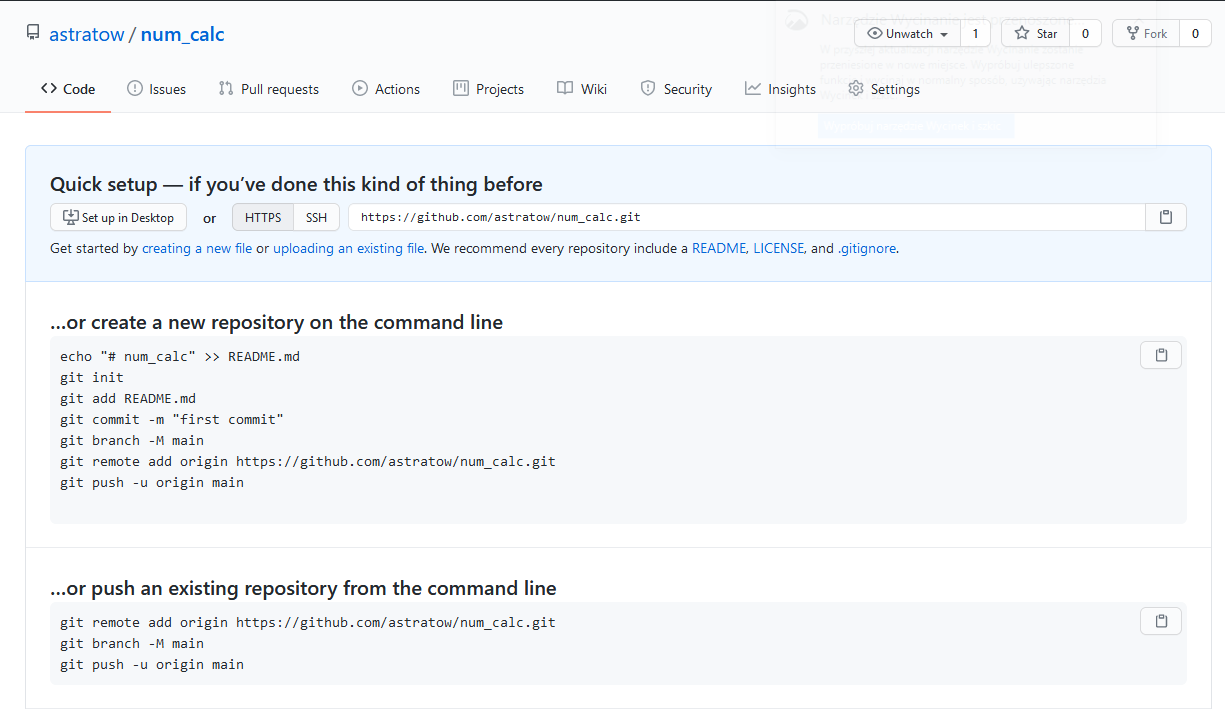 astratow / num_calc
Unwatch 1 Star 0 Fork 0
Code Issues Pull requests Actions Projects Wiki Security Insights Settings
Quick setup — if you've done this kind of thing before
Set up in Desktop or HTTPS SSH https://github.com/astratow/num_calc.git
Get started by creating a new file or uploading an existing file. We recommend every repository include a README, LICENSE, and .gitignore.
…or create a new repository on the command line
echo "# num_calc" >> README.md
git init
git add README.md
git commit -m "first commit"
git branch -M main
git remote add origin https://github.com/astratow/num_calc.git
git push -u origin main
…or push an existing repository from the command line
git remote add origin https://github.com/astratow/num_calc.git
git branch -M main
git push -u origin main